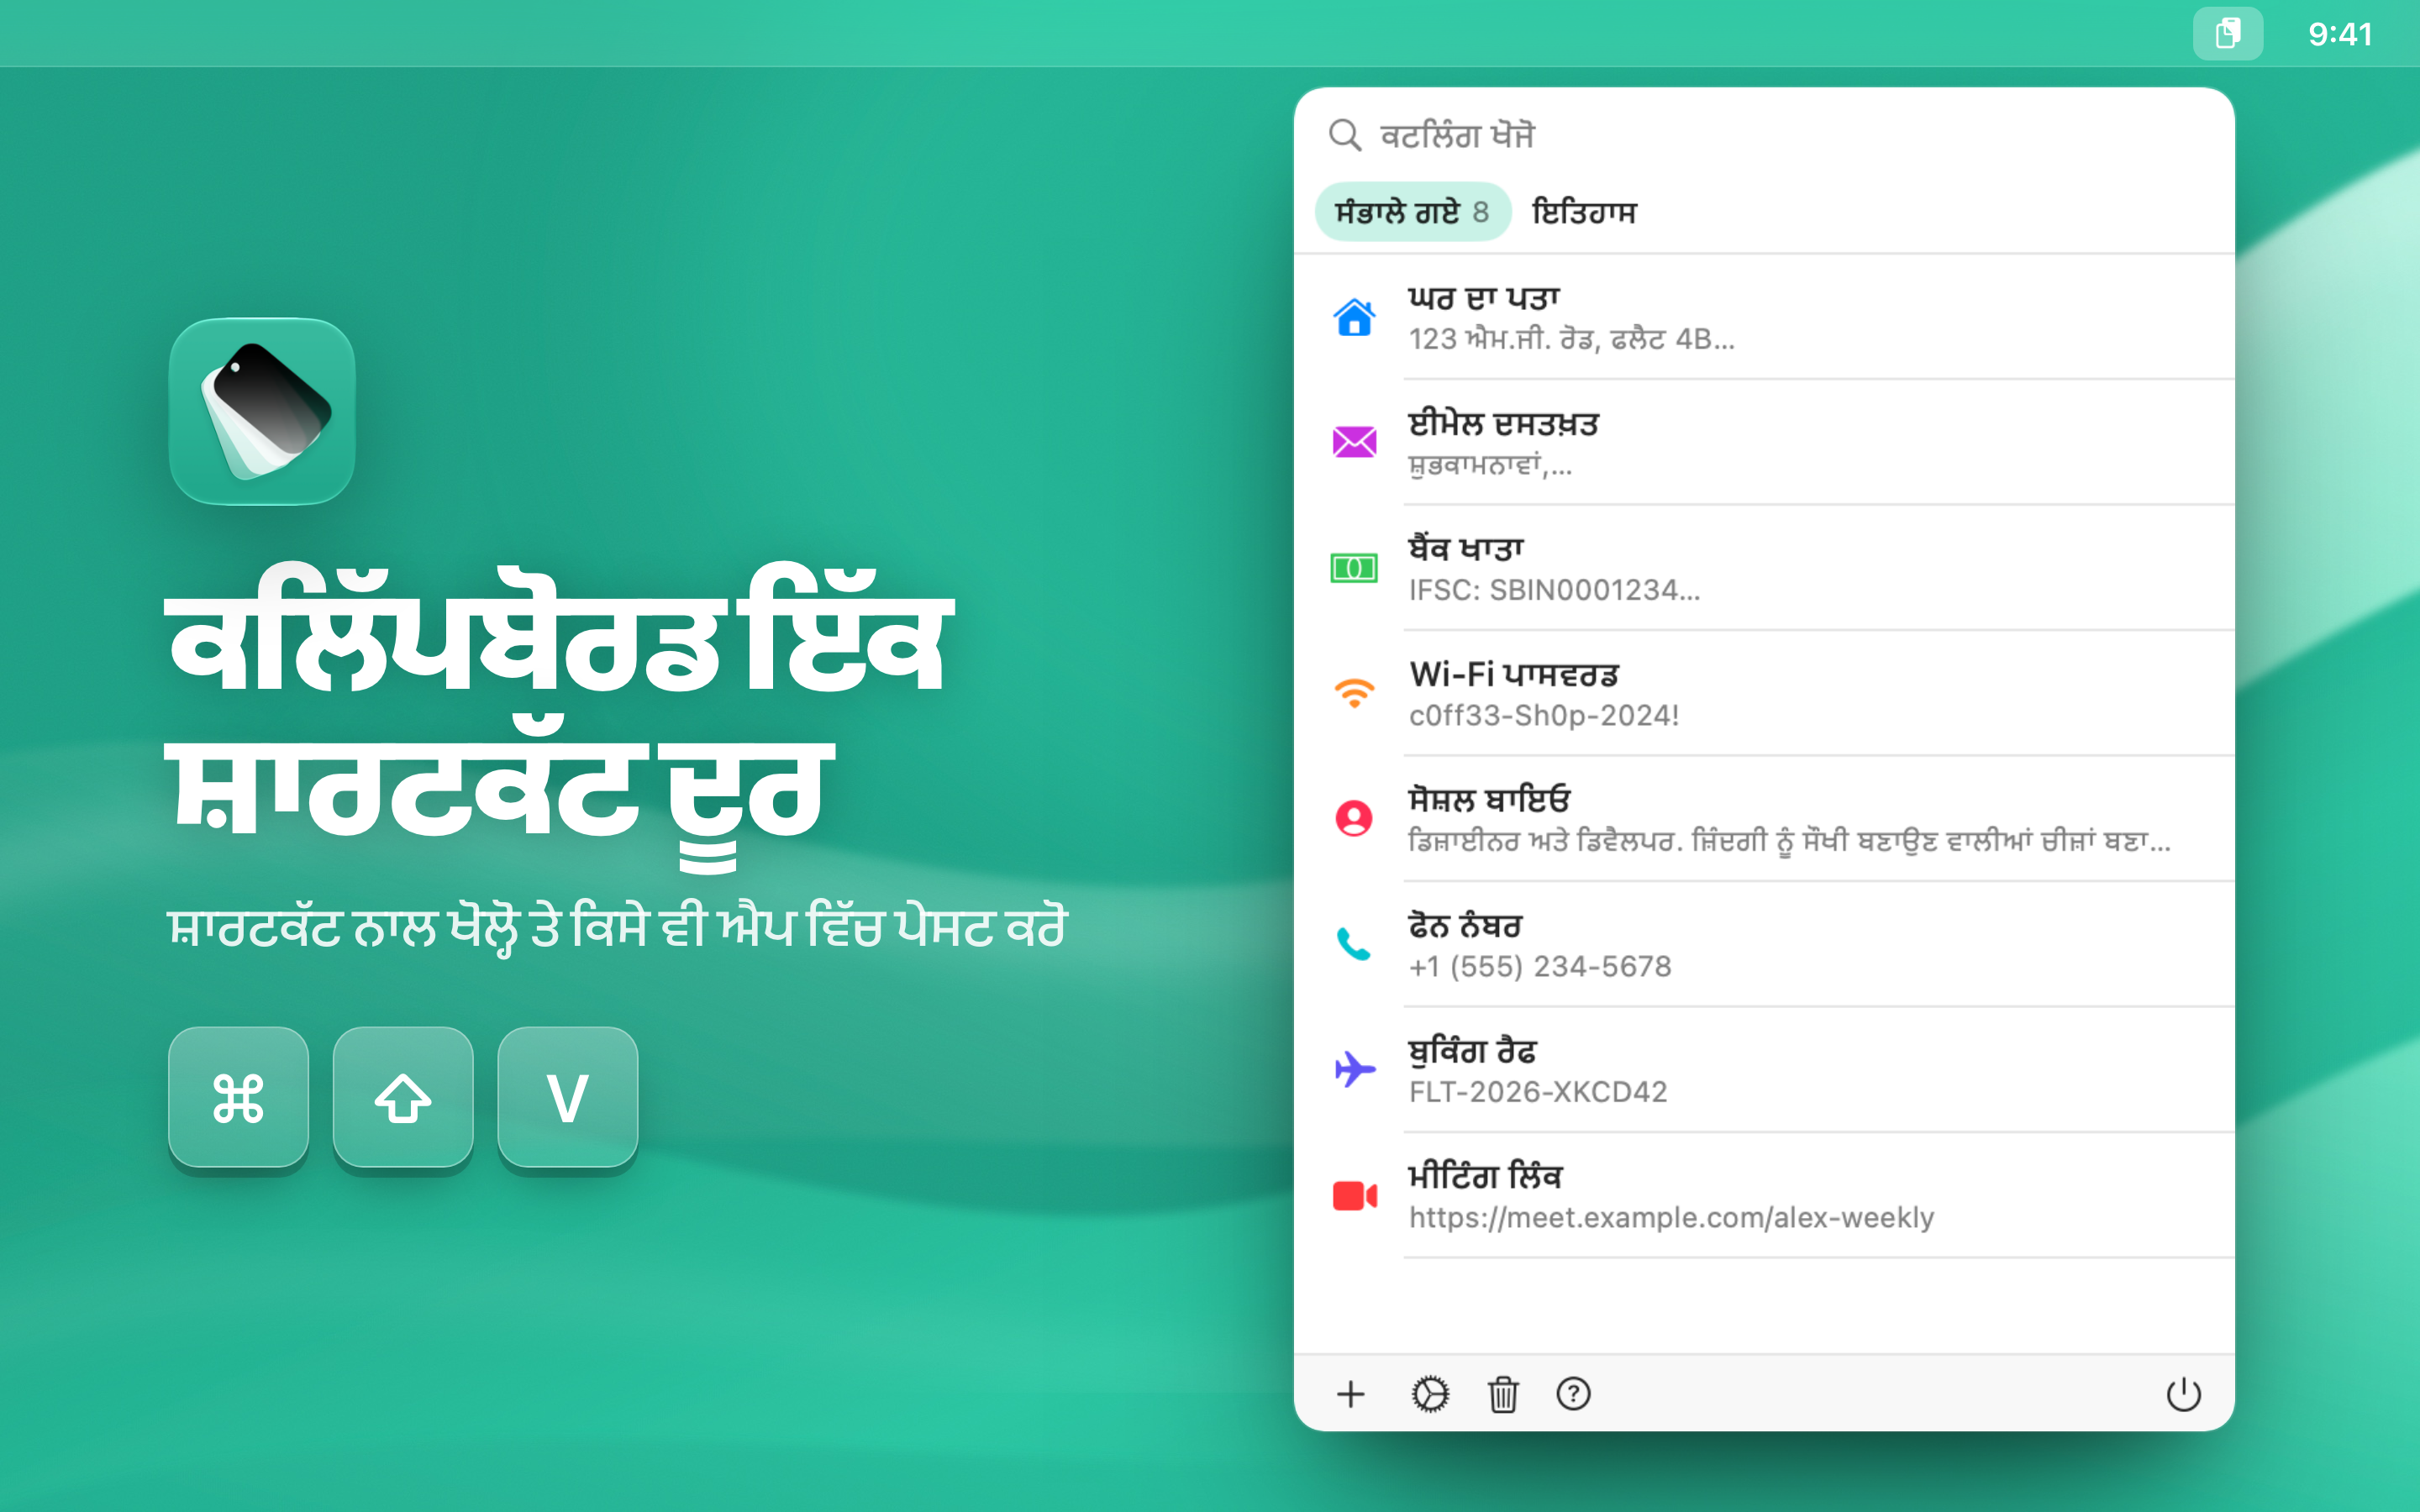 9:41
ਕਲਿੱਪਬੋਰਡ ਇੱਕ
ਸ਼ਾਰਟਕੱਟ ਦੂਰ
ਸ਼ਾਰਟਕੱਟ ਨਾਲ ਖੋਲ੍ਹੋ ਤੇ ਕਿਸੇ ਵੀ ਐਪ ਵਿੱਚ ਪੇਸਟ ਕਰੋ
⌘ ⇧ V
ਕਟਲਿੰਗ ਖੋਜੋ
ਸੰਭਾਲੇ ਗਏ 8 ਇਤਿਹਾਸ
ਘਰ ਦਾ ਪਤਾ
123 ਐਮ.ਜੀ. ਰੋਡ, ਫਲੈਟ 4B...
ਈਮੇਲ ਦਸਤਖ਼ਤ
ਸ਼ੁਭਕਾਮਨਾਵਾਂ,...
ਬੈਂਕ ਖਾਤਾ
IFSC: SBIN0001234...
Wi-Fi ਪਾਸਵਰਡ
c0ff33-Sh0p-2024!
ਸੋਸ਼ਲ ਬਾਇਓ
ਡਿਜ਼ਾਈਨਰ ਅਤੇ ਡਿਵੈਲਪਰ. ਜ਼ਿੰਦਗੀ ਨੂੰ ਸੌਖੀ ਬਣਾਉਣ ਵਾਲੀਆਂ ਚੀਜ਼ਾਂ ਬਣਾ...
ਫੋਨ ਨੰਬਰ
+1 (555) 234-5678
ਬੁਕਿੰਗ ਰੈਫ
FLT-2026-XKCD42
ਮੀਟਿੰਗ ਲਿੰਕ
https://meet.example.com/alex-weekly